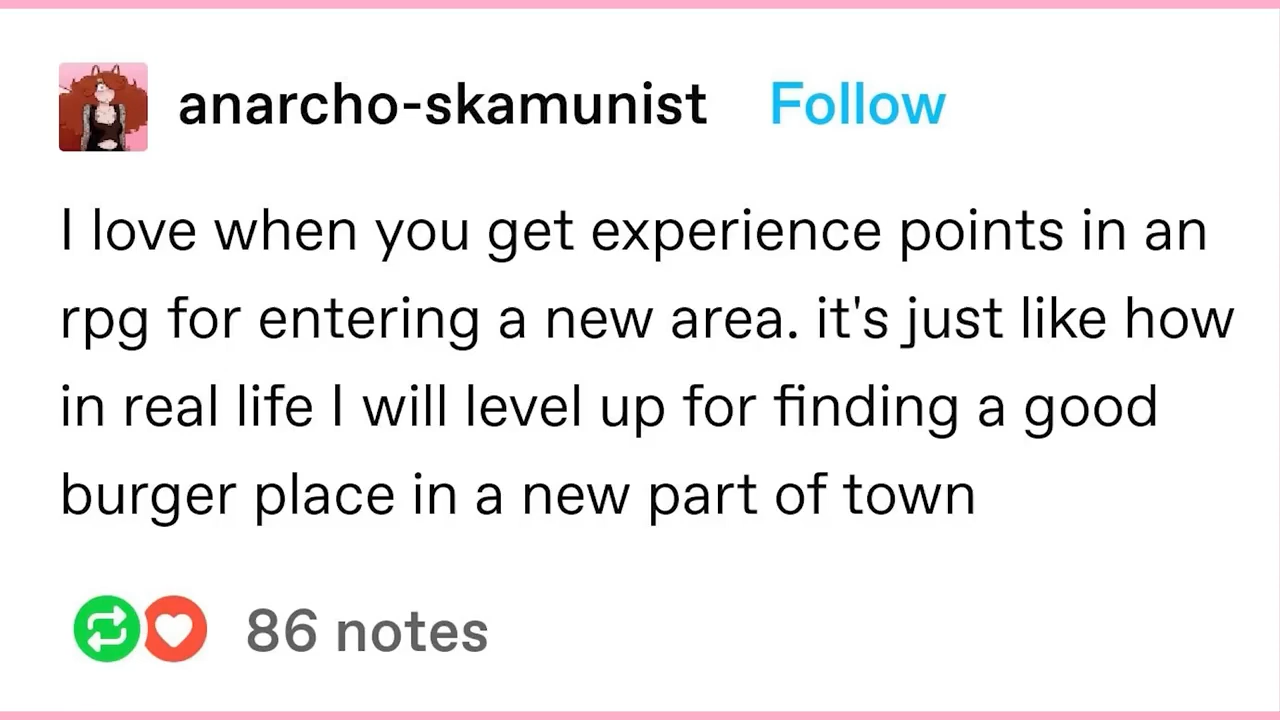 anarcho-skamunist Follow
I love when you get experience points in an
rpg for entering a new area. it's just like how
in real life I will level up for finding a good
burger place in a new part of town
86 notes